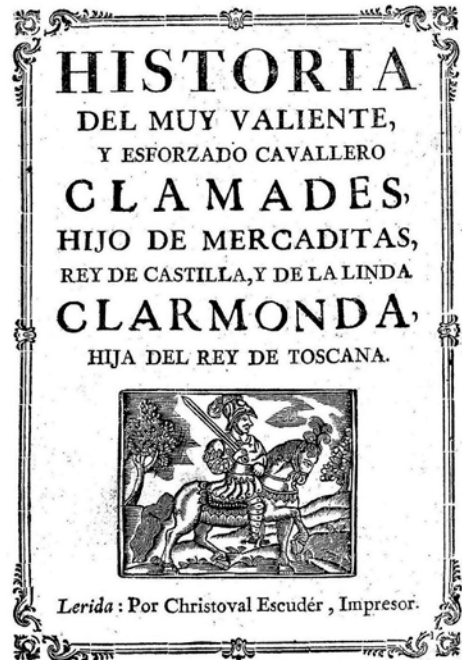 HISTORIA
DEL MUY VALIENTE,
Y ESFORZADO CAVALLERO
CLAMADES,
HIJO DE MERCADITAS,
REY DE CASTILLA, Y DE LA LINDA
CLARMONDA,
HIJA DEL REY DE TOSCANA.
Lerida : Por Christoval Escudér , Impresor.